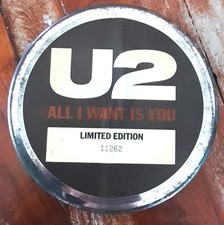 U2
ALL I WANT IS YOU
LIMITED EDITION
11262